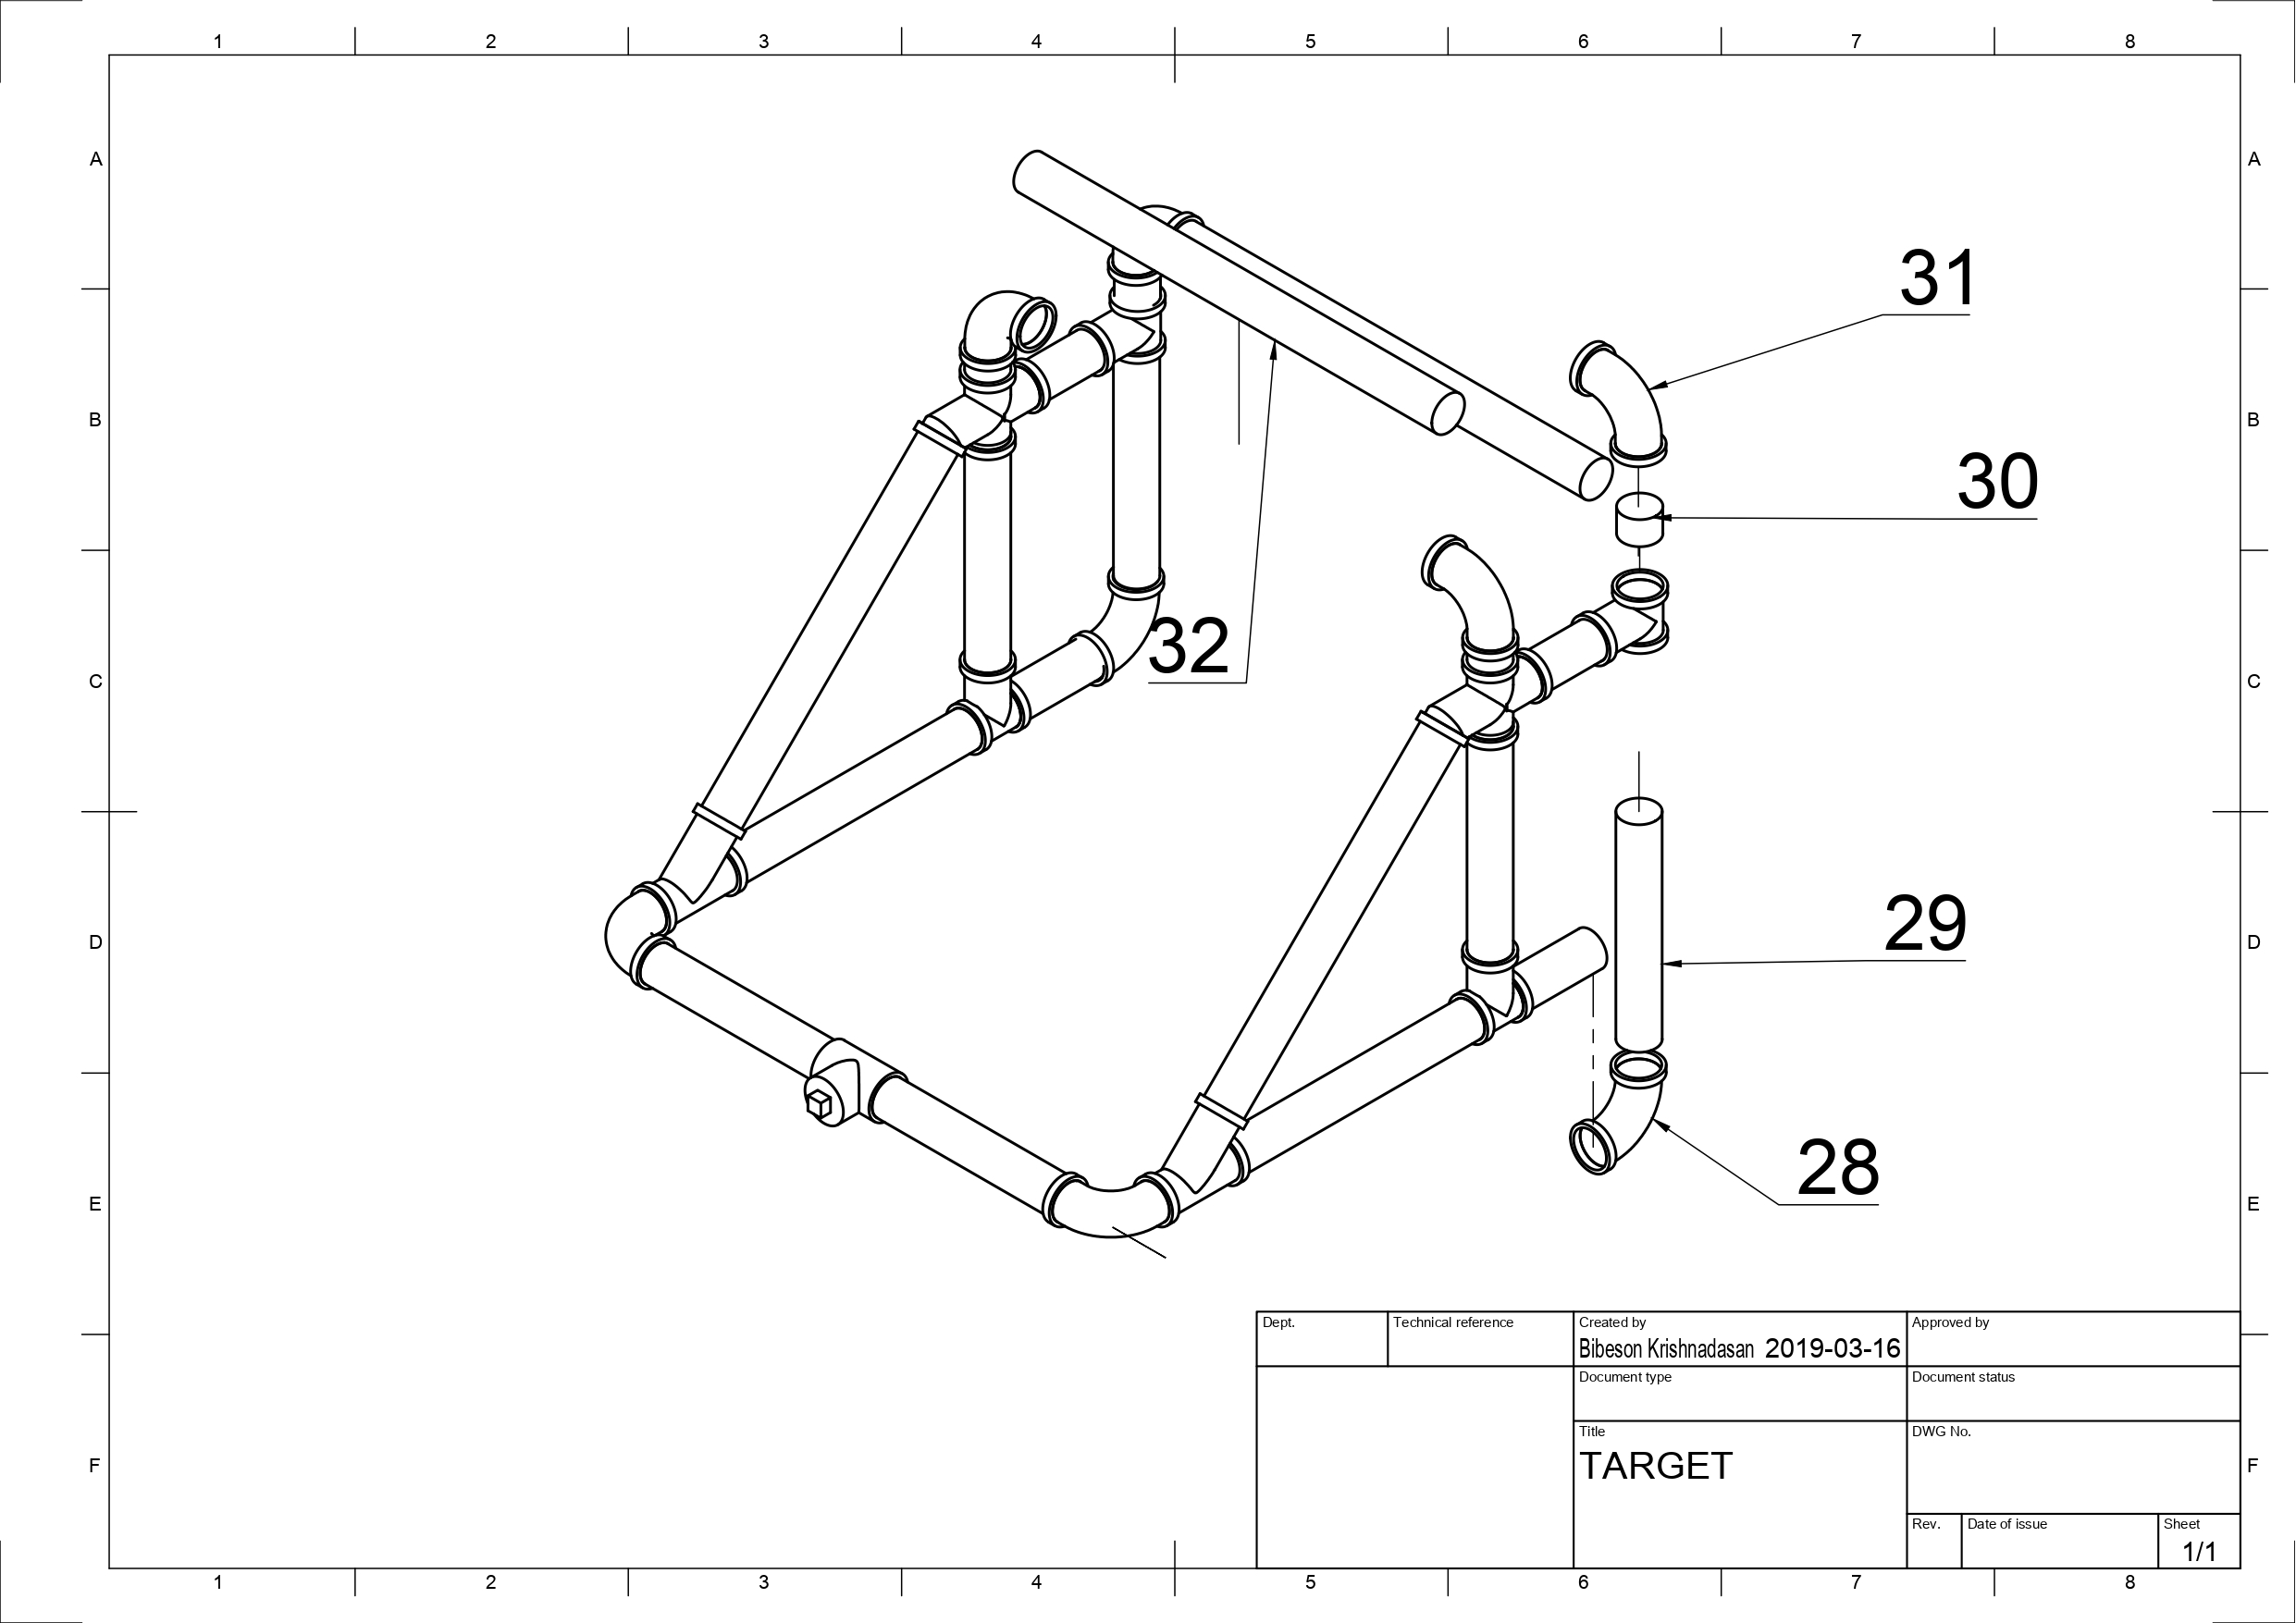 1 2 3 4 5 6 7 8
A A
31
B B
30
32
C C
29
D D
28
E E
Dept. Technical reference Created by Approved by
Bibeson Krishnadasan 2019-03-16
Document type Document status
Title DWG No.
TARGET
F F
Rev. Date of issue Sheet
1/1
1 2 3 4 5 6 7 8